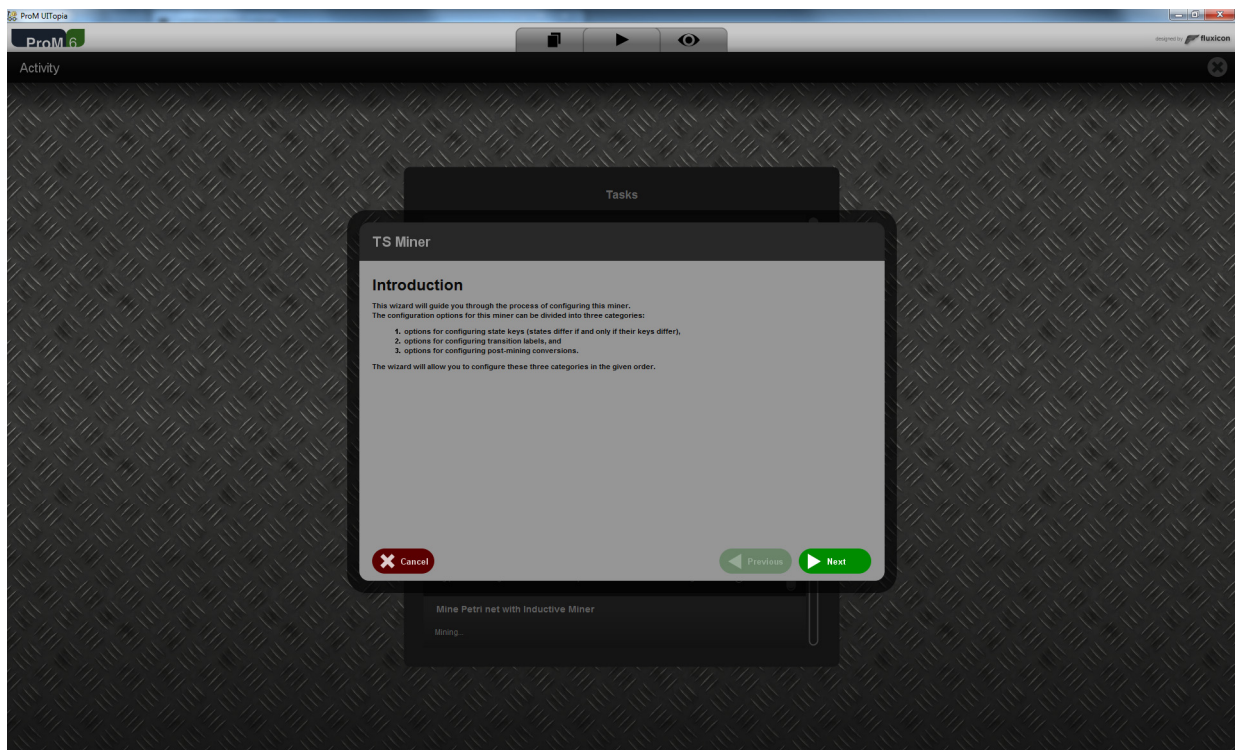 ProM UITopia
ProM 6
designed by fluxicon
Activity
Tasks
TS Miner
Introduction
This wizard will guide you through the process of configuring this miner.
The configuration options for this miner can be divided into three categories:
1. options for configuring state keys (states differ if and only if their keys differ),
2. options for configuring transition labels, and
3. options for configuring post-mining conversions.
The wizard will allow you to configure these three categories in the given order.
Cancel
Previous
Next
Mine Petri net with Inductive Miner
Mining...